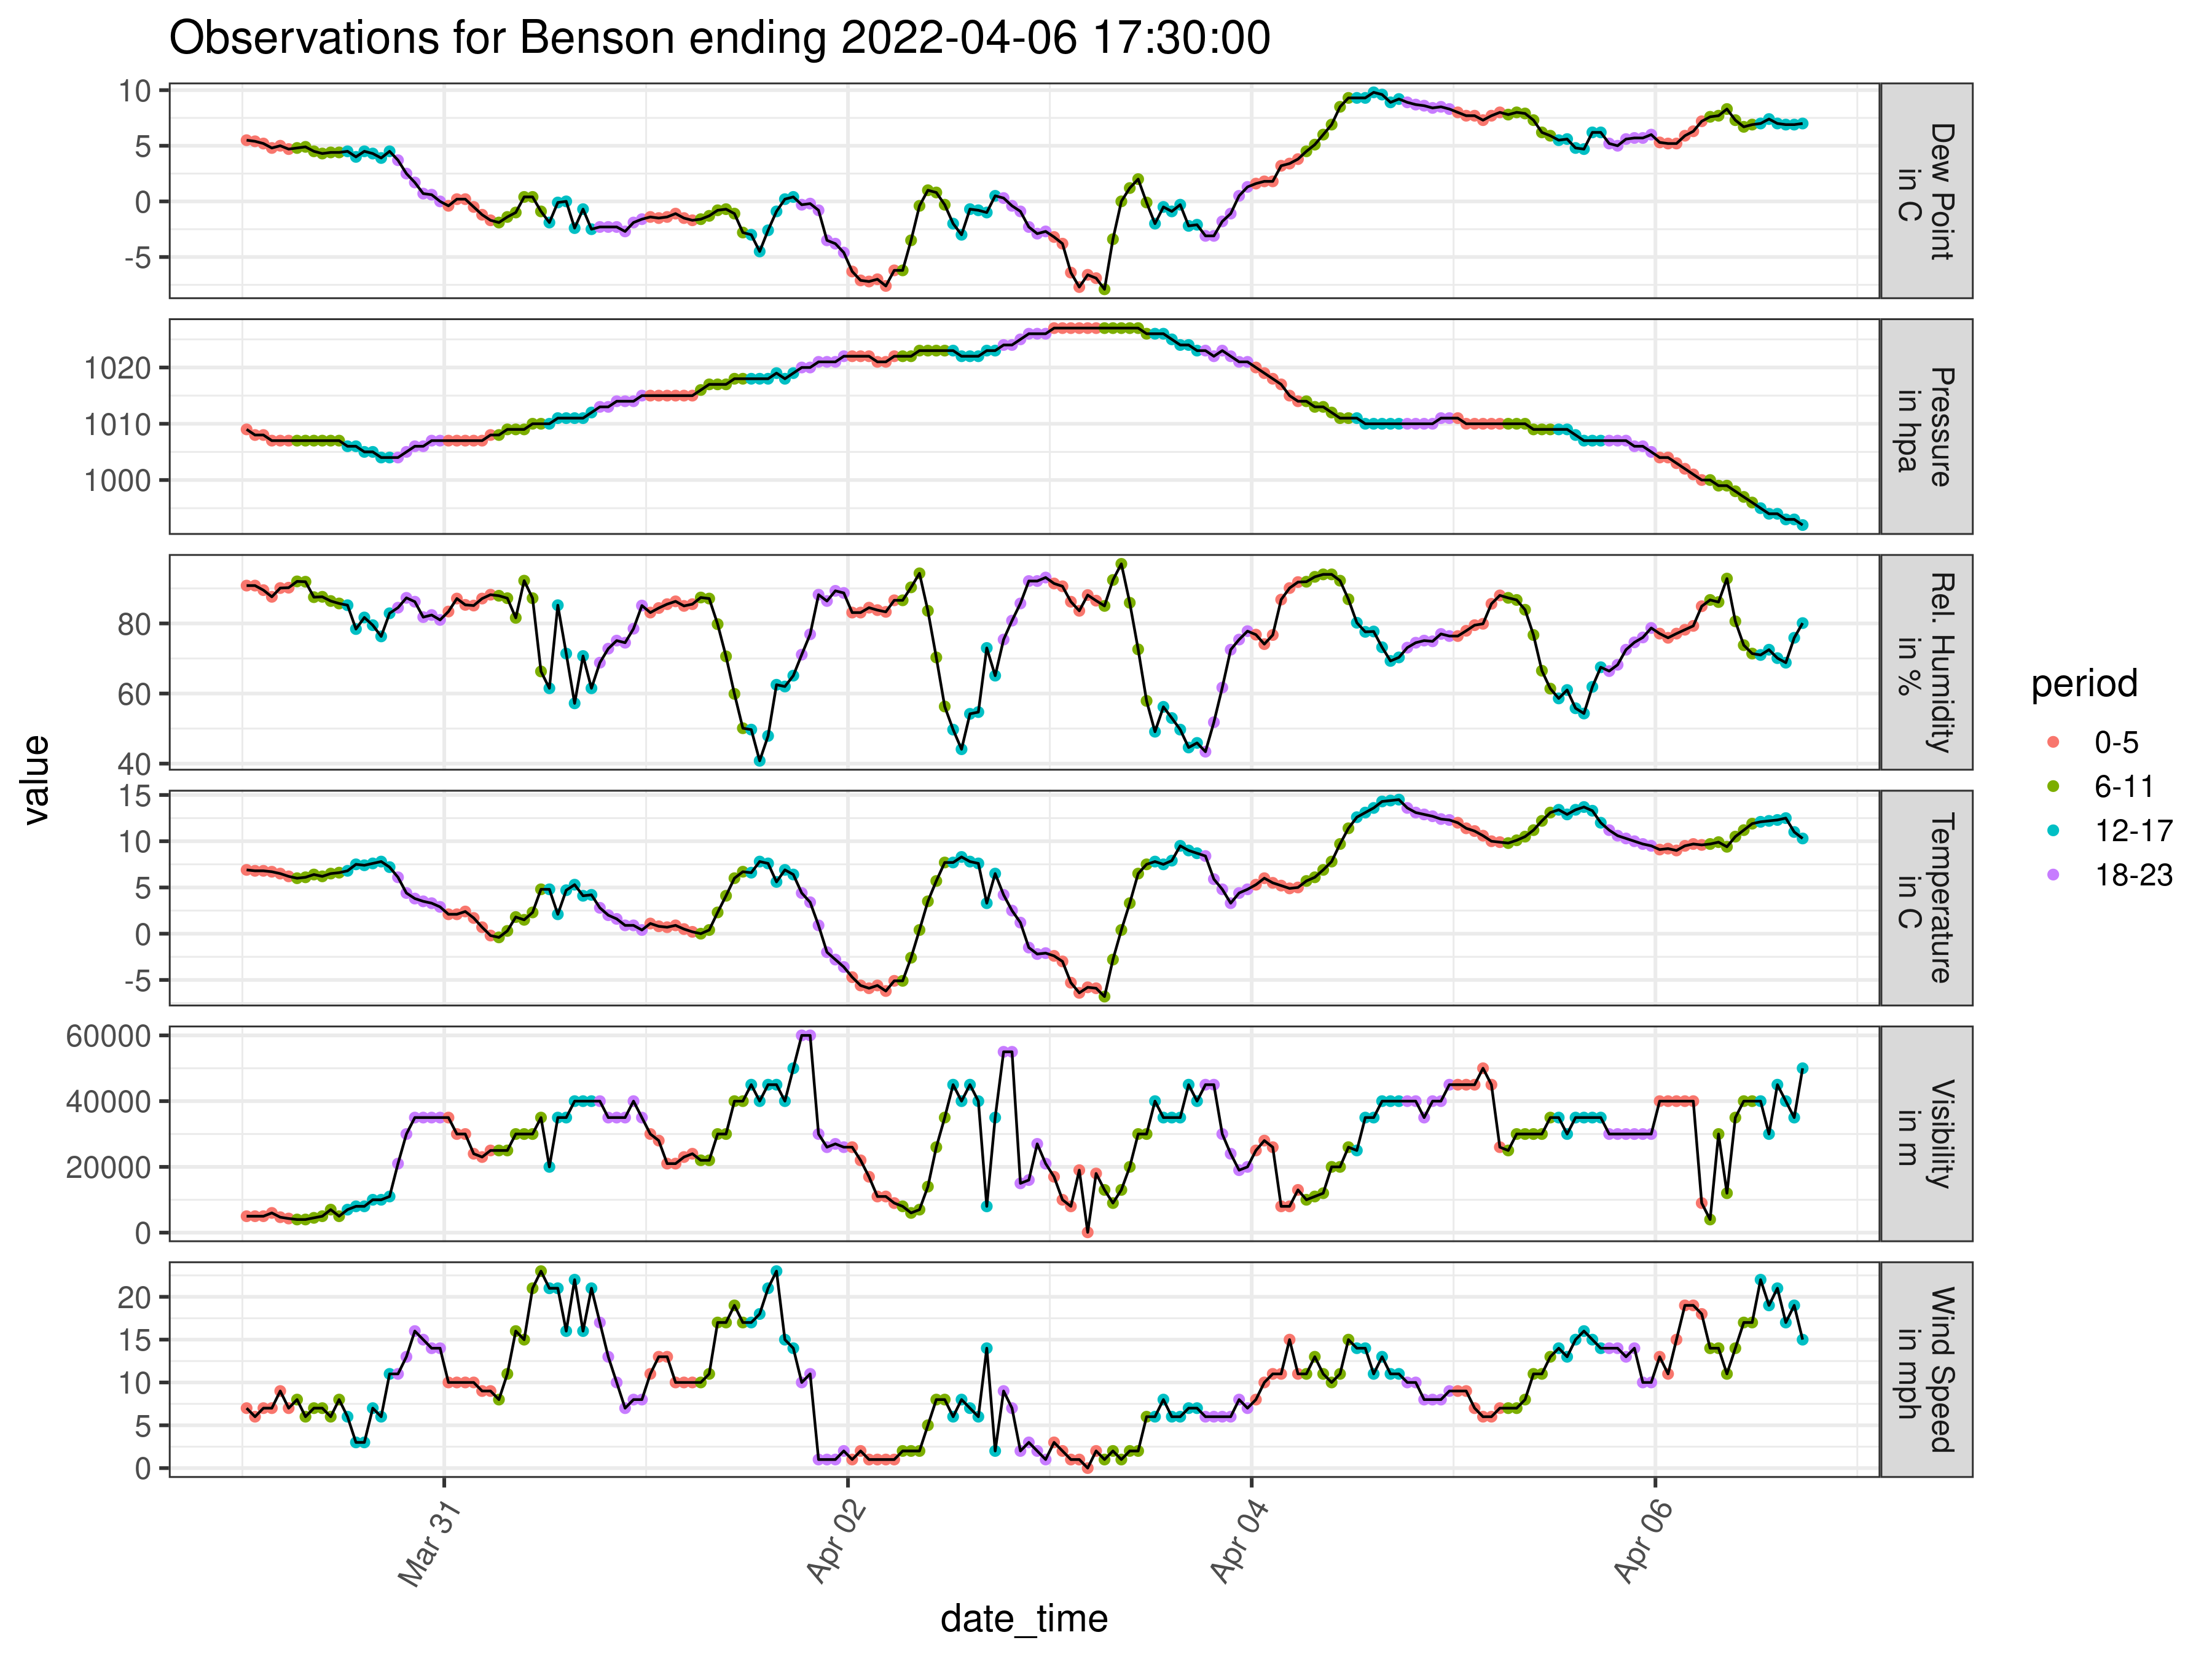 Observations for Benson ending 2022-04-06 17:30:00
value
10
5
0
-5
Dew Point
in C
1020
1010
1000
Pressure
in hpa
80
60
40
Rel. Humidity
in %
15
10
5
0
-5
Temperature
in C
60000
40000
20000
0
Visibility
in m
20
15
10
5
0
Wind Speed
in mph
Mar 31
Apr 02
Apr 04
Apr 06
date_time
period
0-5
6-11
12-17
18-23